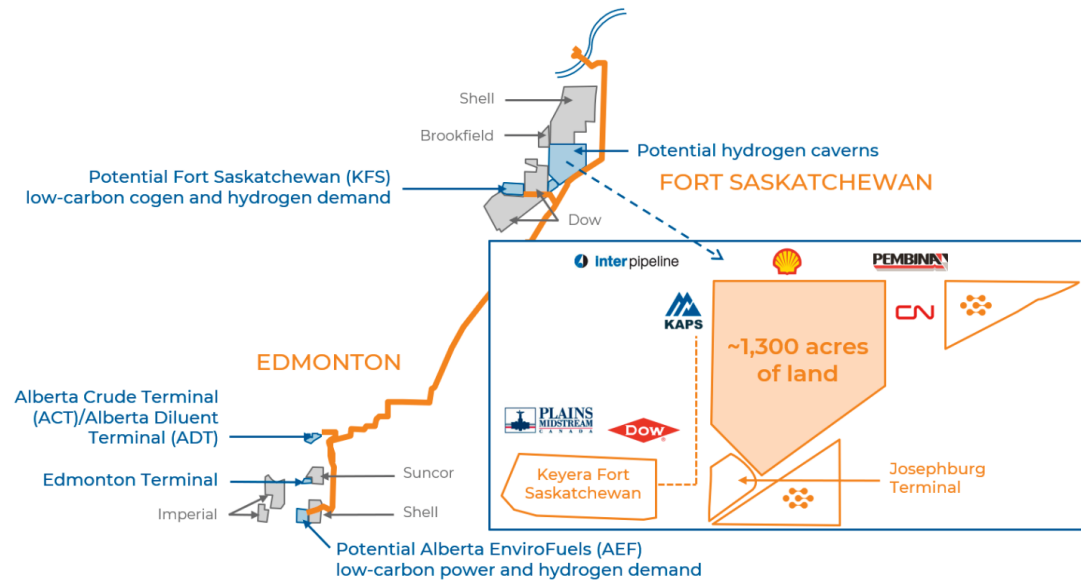 Shell
Brookfield
Potential hydrogen caverns
Potential Fort Saskatchewan (KFS)
low-carbon cogen and hydrogen demand
FORT SASKATCHEWAN
Dow
Inter pipeline
PEMBINA
KAPS
CN
~1,300 acres
of land
EDMONTON
Alberta Crude Terminal
(ACT)/Alberta Diluent
Terminal (ADT)
PLAINS
MIDSTREAM
CANADA
DOW
Keyera Fort
Saskatchewan
Josephburg
Terminal
Edmonton Terminal
Suncor
Imperial
Shell
Potential Alberta EnviroFuels (AEF)
low-carbon power and hydrogen demand